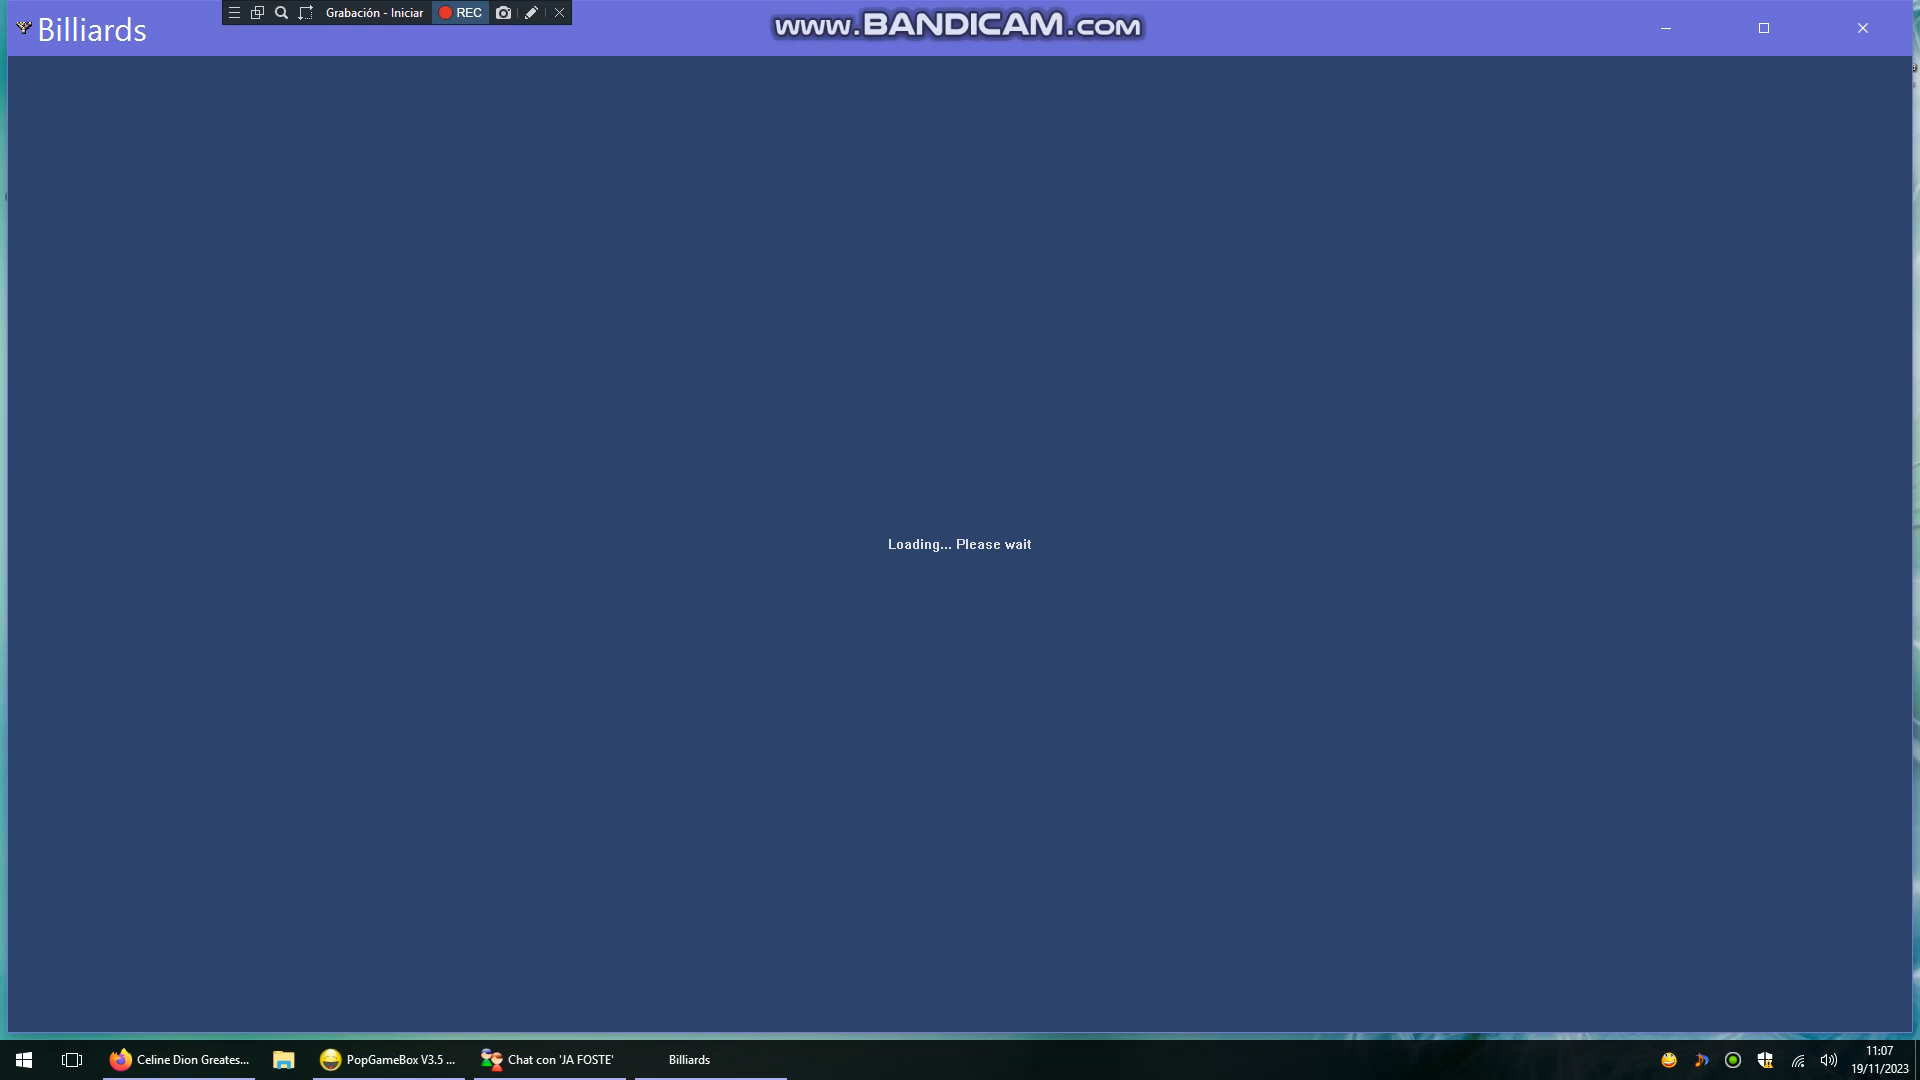 Billiards
Grabación - Iniciar
REC
www.BANDICAM.com
Loading... Please wait
Celine Dion Greates...
PopGameBox V3.5 ...
Chat con 'JA FOSTE'
Billiards
11:07
19/11/2023